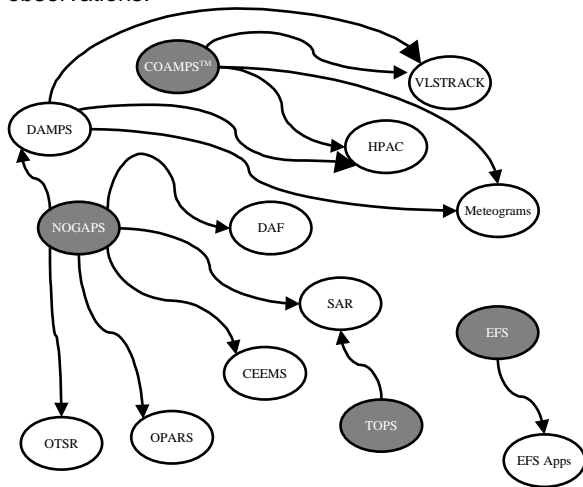 observations.
COAMPS™
VLSTRACK
DAMPS
HPAC
Meteograms
NOGAPS
DAF
SAR
EFS
CEEMS
TOPS
OTSR
OPARS
EFS Apps